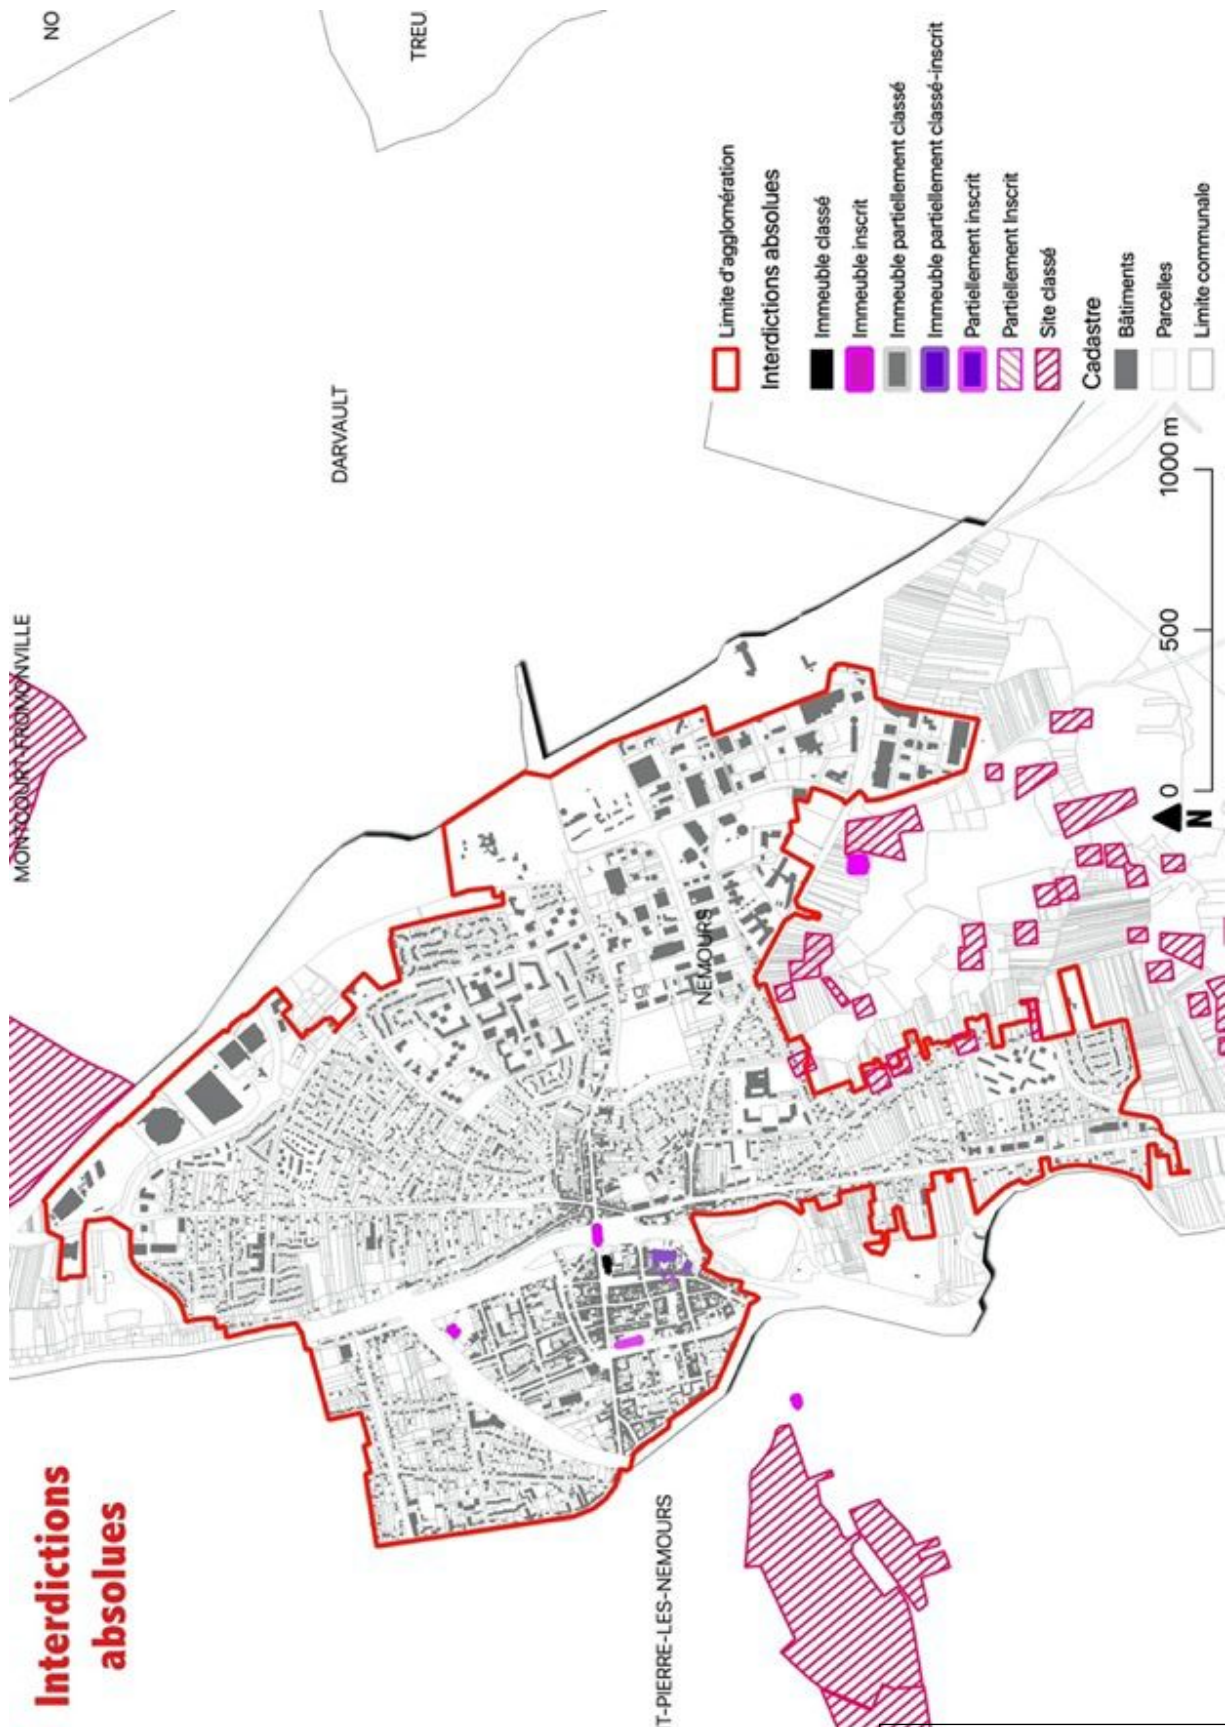 Interdictions
absolues
MONTCOURT-FROMONVILLE
NO
TREU
DARVAULT
NEMOURS
T-PIERRE-LES-NEMOURS
Limite d'agglomération
Interdictions absolues
Immeuble classé
Immeuble inscrit
Immeuble partiellement classé
Immeuble partiellement classé-inscrit
Partiellement inscrit
Partiellement Inscrit
Site classé
Cadastre
Bâtiments
Parcelles
Limite communale
N
0 500 1000 m